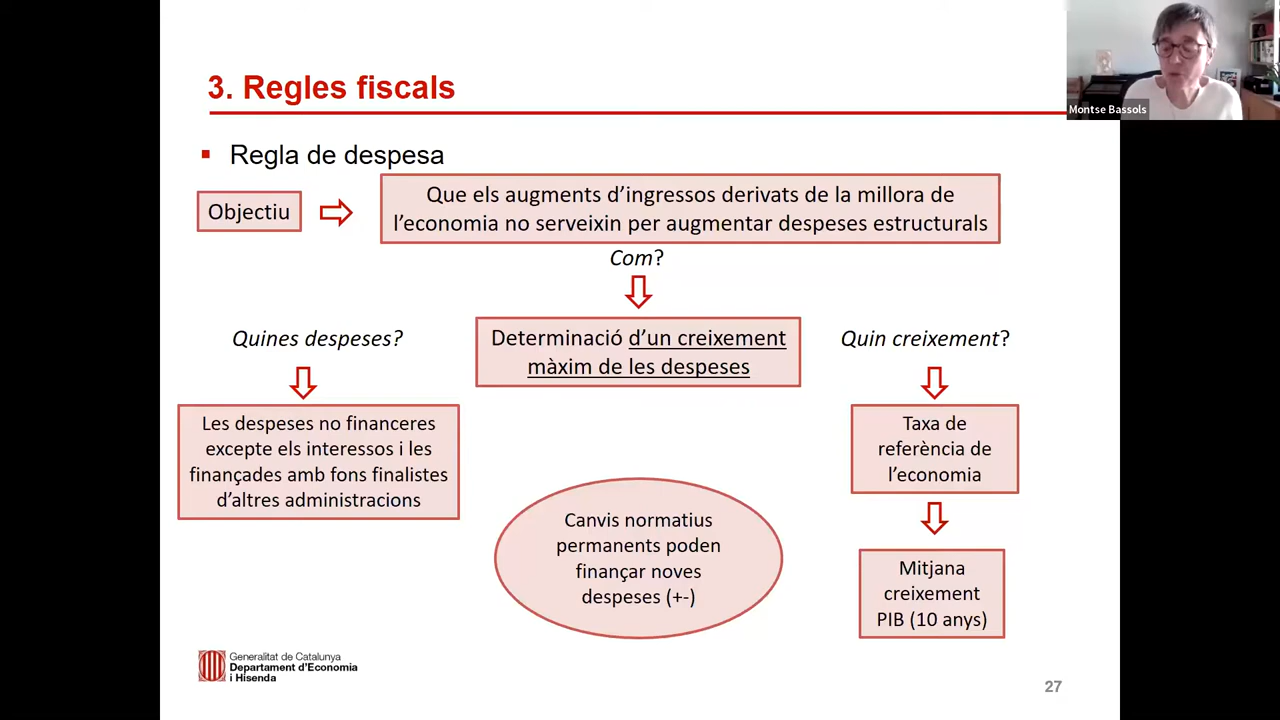 3. Regles fiscals
Montse Bassols
▪ Regla de despesa
Objectiu
Que els augments d’ingressos derivats de la millora de
l’economia no serveixin per augmentar despeses estructurals
Com?
Quines despeses?
Determinació d’un creixement
màxim de les despeses
Quin creixement?
Les despeses no financeres
excepte els interessos i les
finançades amb fons finalistes
d’altres administracions
Taxa de
referència de
l’economia
Canvis normatius
permanents poden
finançar noves
despeses (+-)
Mitjana
creixement
PIB (10 anys)
Generalitat de Catalunya
Departament d’Economia
i Hisenda
27